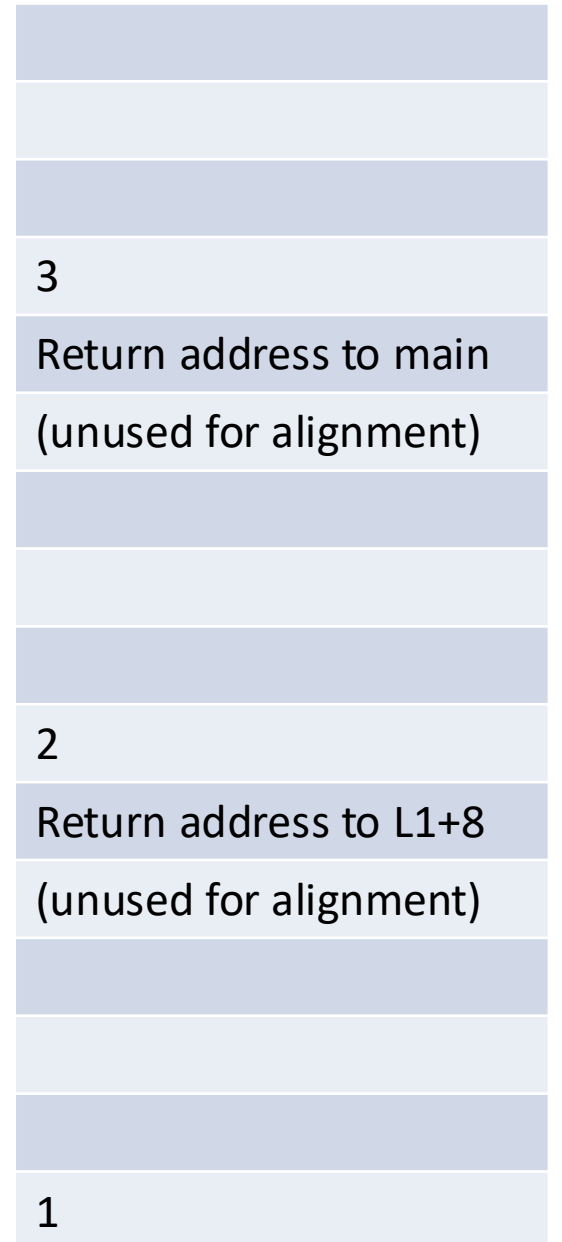 3
Return address to main
(unused for alignment)
2
Return address to L1+8
(unused for alignment)
1